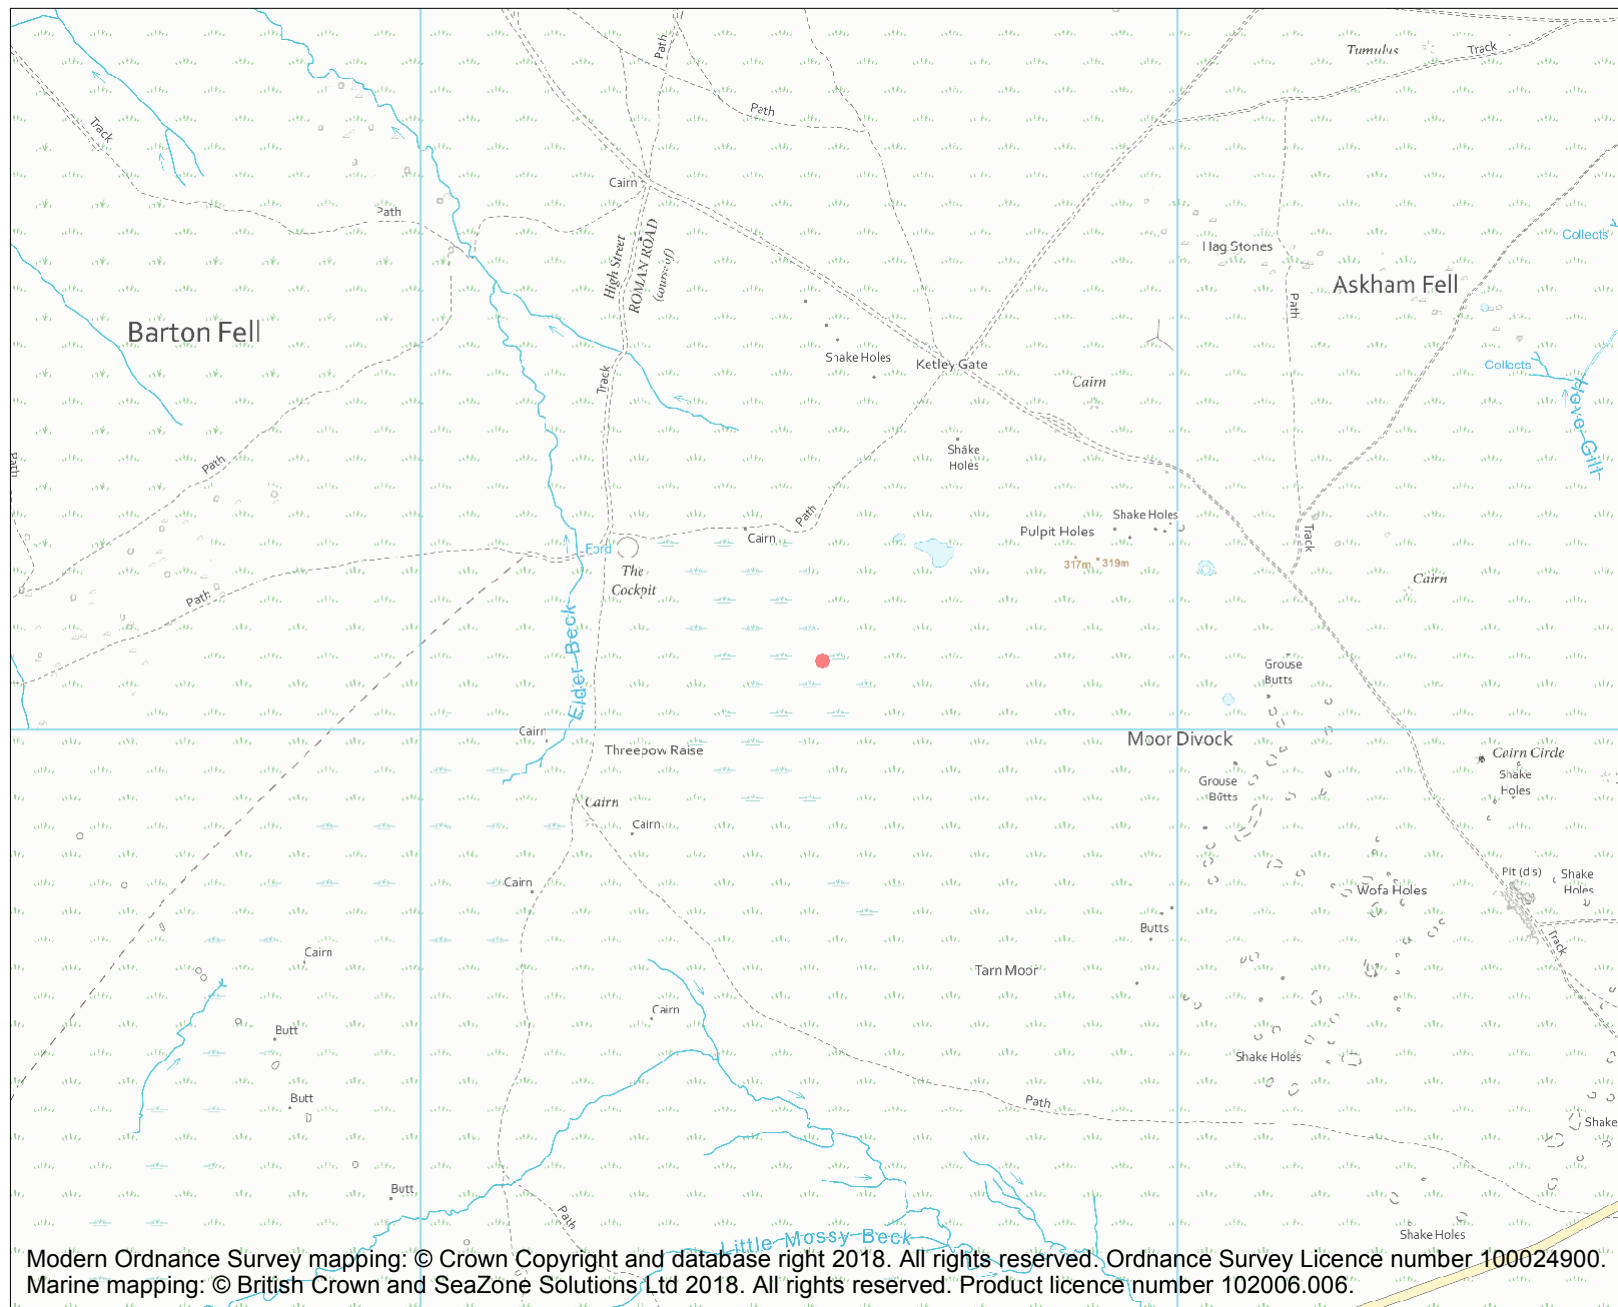 Tumulus
Track
Path
Path
Track
Cairn
Path
High Street
ROMAN ROAD
(course of)
Hag Stones
Collects
Askham Fell
Path
Barton Fell
Shake Holes
Ketley Gate
Collects
Cairn
Track
Howe Gill
Shake
Holes
Path
Path
Path
Shake Holes
Pulpit Holes
Cairn
Track
Ford
The
Cockpit
317m
319m
Cairn
Path
Elder Beck
Grouse
Butts
Cairn
Threepow Raise
Moor Divock
Cairn Circle
Shake
Holes
Grouse
Butts
Cairn
Cairn
Cairn
Pit (dis)
Shake
Holes
Wofa Holes
Butts
Track
Cairn
Tarn Moor
Cairn
Butt
Shake Holes
Butt
Path
Shake
Butt
Path
Shake Holes
Little Mossy Beck
Modern Ordnance Survey mapping: © Crown Copyright and database right 2018. All rights reserved. Ordnance Survey Licence number 100024900.
Marine mapping: © British Crown and SeaZone Solutions Ltd 2018. All rights reserved. Product licence number 102006.006.